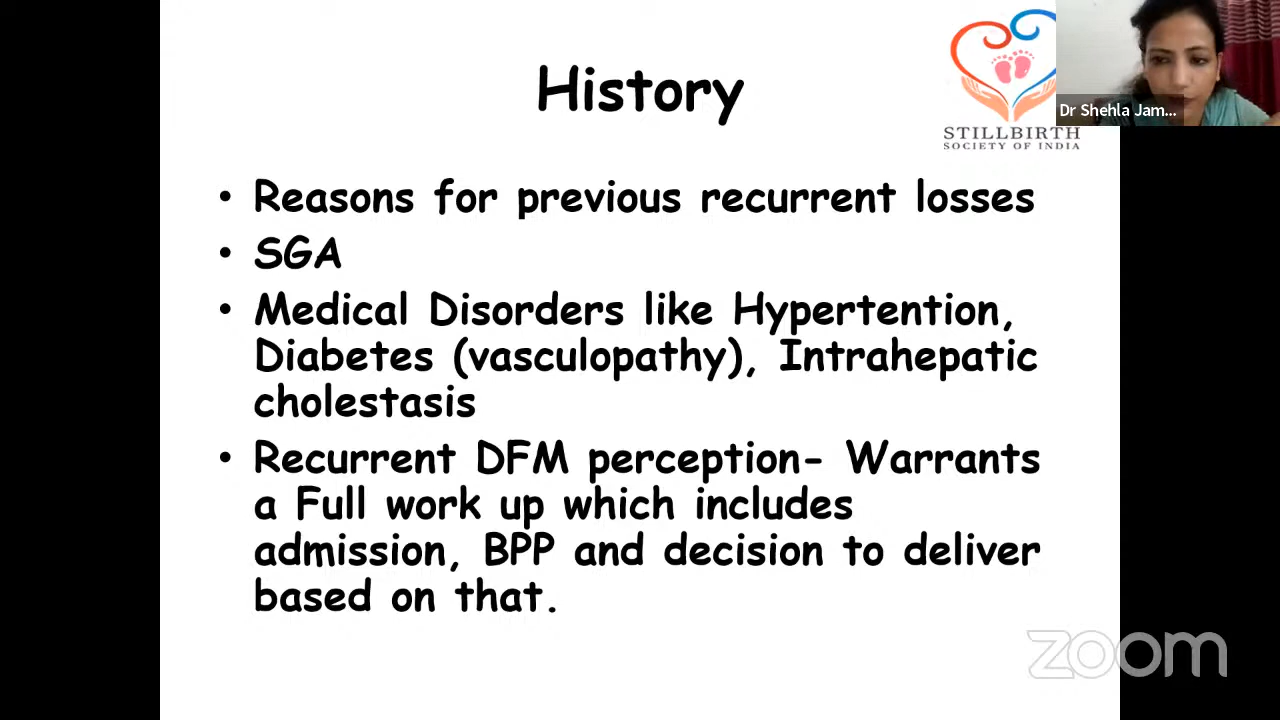 History
STILLBIRTH
SOCIETY OF INDIA
Dr Shehla Jam...
• Reasons for previous recurrent losses
• SGA
• Medical Disorders like Hypertention,
Diabetes (vasculopathy), Intrahepatic
cholestasis
• Recurrent DFM perception- Warrants
a Full work up which includes
admission, BPP and decision to deliver
based on that.
zoom